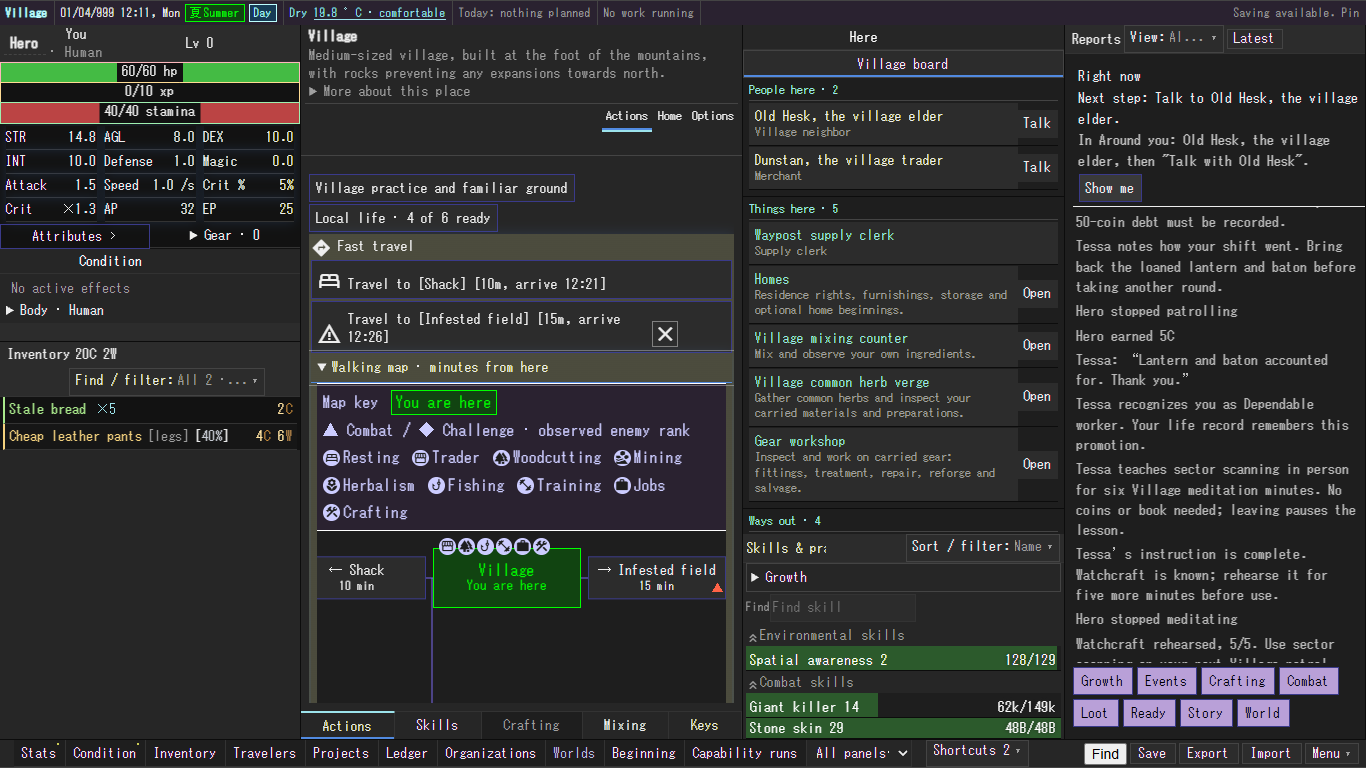 Village 01/04/999 12:11, Mon 夏Summer Day Dry 19.8 ° C · comfortable Today: nothing planned No work running Saving available. Pin
Hero · You Human Lv 0
60/60 hp
0/10 xp
40/40 stamina
STR 14.8 AGL 8.0 DEX 10.0
INT 10.0 Defense 1.0 Magic 0.0
Attack 1.5 Speed 1.0 /s Crit % 5%
Crit ×1.3 AP 32 EP 25
Attributes > ▶ Gear · 0
Condition
No active effects
▶ Body · Human
Inventory 20C 2W
Find / filter: All 2 ·... ▾
Stale bread ×5 2C
Cheap leather pants [legs] [40%] 4C 6W
Village
Medium-sized village, built at the foot of the mountains,
with rocks preventing any expansions towards north.
▶ More about this place
Actions Home Options
Village practice and familiar ground
Local life · 4 of 6 ready
Fast travel
Travel to [Shack] [10m, arrive 12:21]
Travel to [Infested field] [15m, arrive
12:26]
▼ Walking map · minutes from here
Map key You are here
▲ Combat / ◆ Challenge · observed enemy rank
Resting Trader Woodcutting Mining
Herbalism Fishing Training Jobs
Crafting
← Shack
10 min
Village
You are here
→ Infested field
15 min
Actions Skills Crafting Mixing Keys
Here
Village board
People here · 2
Old Hesk, the village elder
Village neighbor
Talk
Dunstan, the village trader
Merchant
Talk
Things here · 5
Waypost supply clerk
Supply clerk
Homes
Residence rights, furnishings, storage and
optional home beginnings.
Open
Village mixing counter
Mix and observe your own ingredients.
Open
Village common herb verge
Gather common herbs and inspect your
carried materials and preparations.
Open
Gear workshop
Inspect and work on carried gear:
fittings, treatment, repair, reforge and
salvage.
Open
Ways out · 4
Skills & pra
Sort / filter: Name ▾
▶ Growth
Find Find skill
Environmental skills
Spatial awareness 2 128/129
Combat skills
Giant killer 14 62k/149k
Stone skin 29 48B/48B
Reports View: Al... ▾ Latest
Right now
Next step: Talk to Old Hesk, the village
elder.
In Around you: Old Hesk, the village
elder, then "Talk with Old Hesk".
Show me
50-coin debt must be recorded.
Tessa notes how your shift went. Bring
back the loaned lantern and baton before
taking another round.
Hero stopped patrolling
Hero earned 5C
Tessa: “Lantern and baton accounted
for. Thank you.”
Tessa recognizes you as Dependable
worker. Your life record remembers this
promotion.
Tessa teaches sector scanning in person
for six Village meditation minutes. No
coins or book needed; leaving pauses the
lesson.
Tessa's instruction is complete.
Watchcraft is known; rehearse it for
five more minutes before use.
Hero stopped meditating
Watchcraft rehearsed, 5/5. Use sector
scanning on your next Village patrol
Growth Events Crafting Combat
Loot Ready Story World
Stats Condition Inventory Travelers Projects Ledger Organizations Worlds Beginning Capability runs All panels Shortcuts 2 ▾ Find Save Export Import Menu ▾